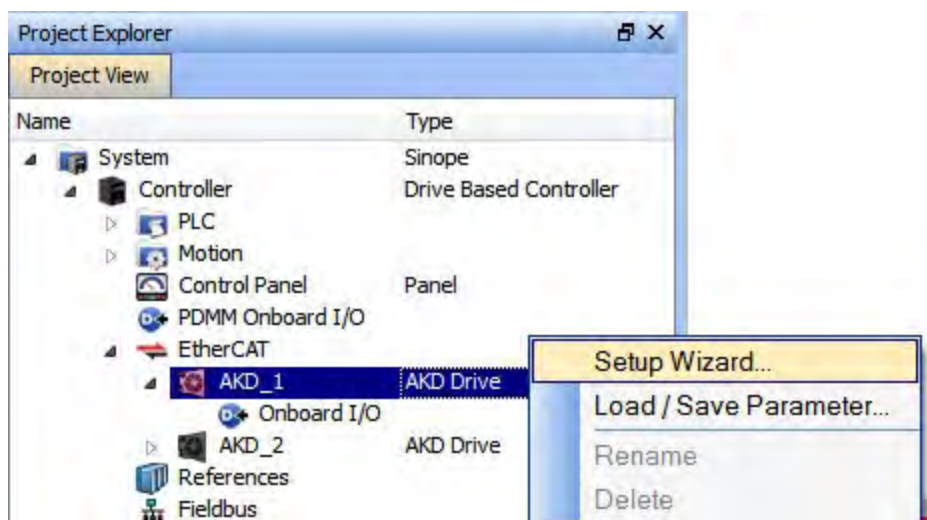 Project Explorer
Project View
Name Type
System Sinope
Controller Drive Based Controller
PLC
Motion
Control Panel Panel
PDMM Onboard I/O
EtherCAT
Setup Wizard...
AKD_1 AKD Drive
Load / Save Parameter...
Onboard I/O
AKD_2 AKD Drive
Rename
References
Delete
Fieldbus